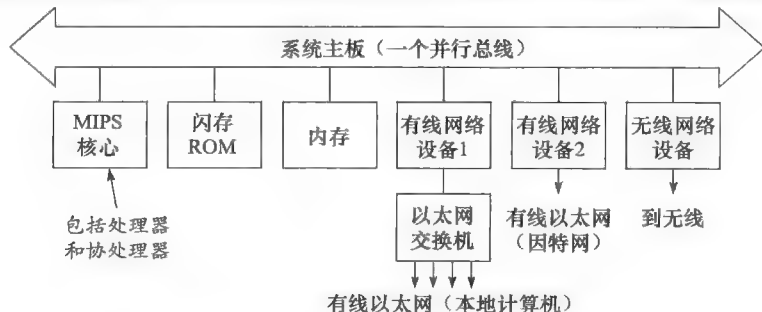 系统主板（一个并行总线）
MIPS
核心
闪存
ROM
内存
有线网络
设备1
有线网络
设备2
无线网络
设备
包括处理器
和协处理器
以太网
交换机
有线以太网
（因特网）
到无线
有线以太网（本地计算机）